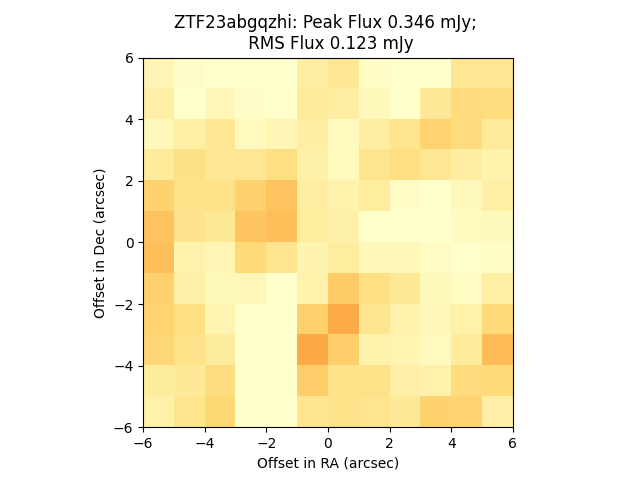 ZTF23abgqzhi: Peak Flux 0.346 mJy;
RMS Flux 0.123 mJy
6
4
2
0
−2
−4
−6
Offset in Dec (arcsec)
−6 −4 −2 0 2 4 6
Offset in RA (arcsec)